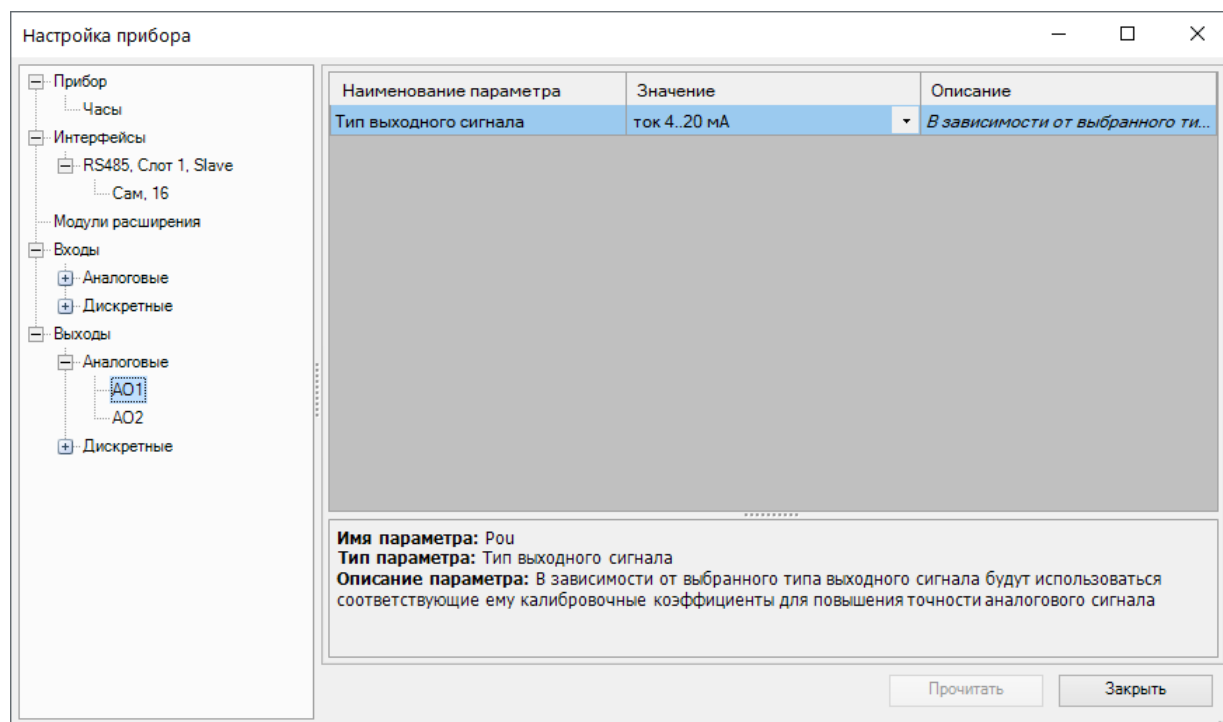 Настройка прибора
Прибор
Часы
Интерфейсы
RS485, Слот 1, Slave
Сам, 16
Модули расширения
Входы
Аналоговые
Дискретные
Выходы
Аналоговые
AO1
AO2
Дискретные
Наименование параметра Значение Описание
Тип выходного сигнала ток 4..20 мА В зависимости от выбранного ти...
Имя параметра: Pou
Тип параметра: Тип выходного сигнала
Описание параметра: В зависимости от выбранного типа выходного сигнала будут использоваться
соответствующие ему калибровочные коэффициенты для повышения точности аналогового сигнала
Прочитать Закрыть